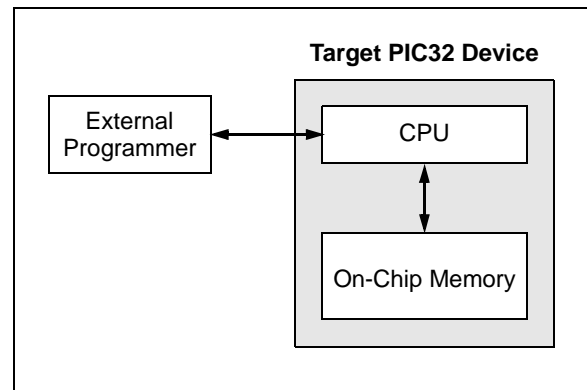 Target PIC32 Device
External
Programmer
CPU
On-Chip Memory